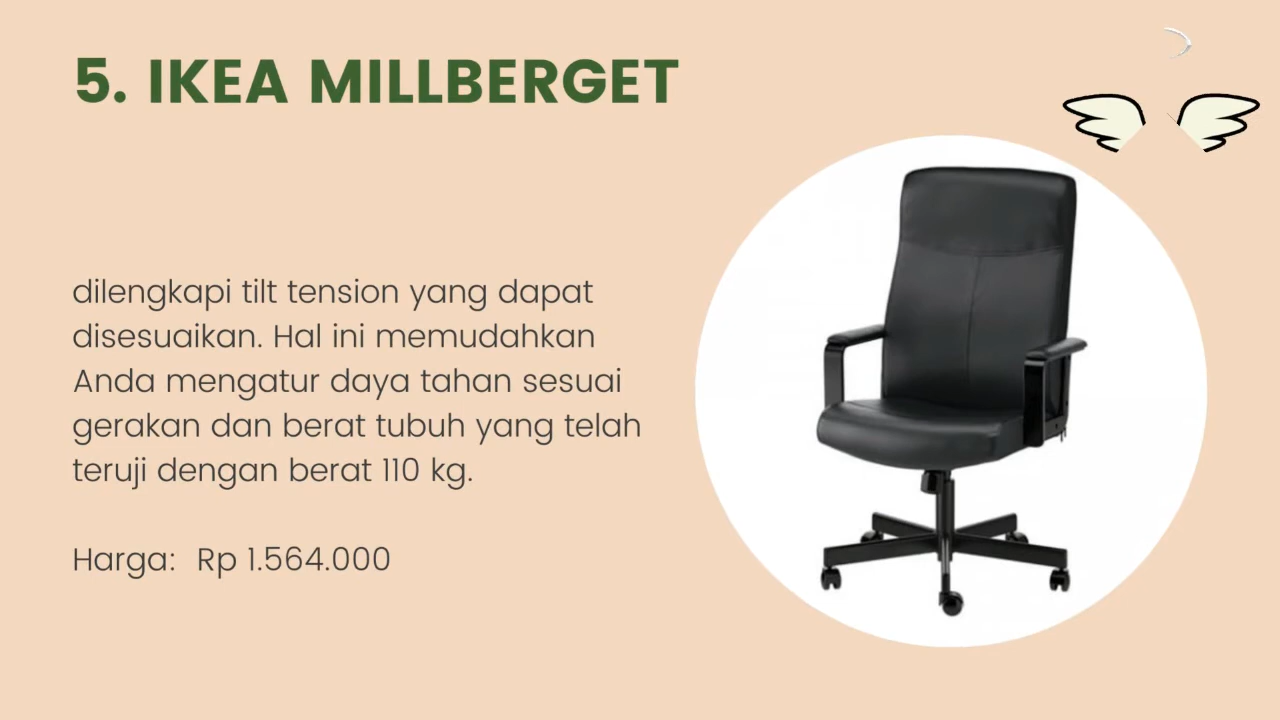 5. IKEA MILLBERGET
dilengkapi tilt tension yang dapat
disesuaikan. Hal ini memudahkan
Anda mengatur daya tahan sesuai
gerakan dan berat tubuh yang telah
teruji dengan berat 110 kg.
Harga: Rp 1.564.000